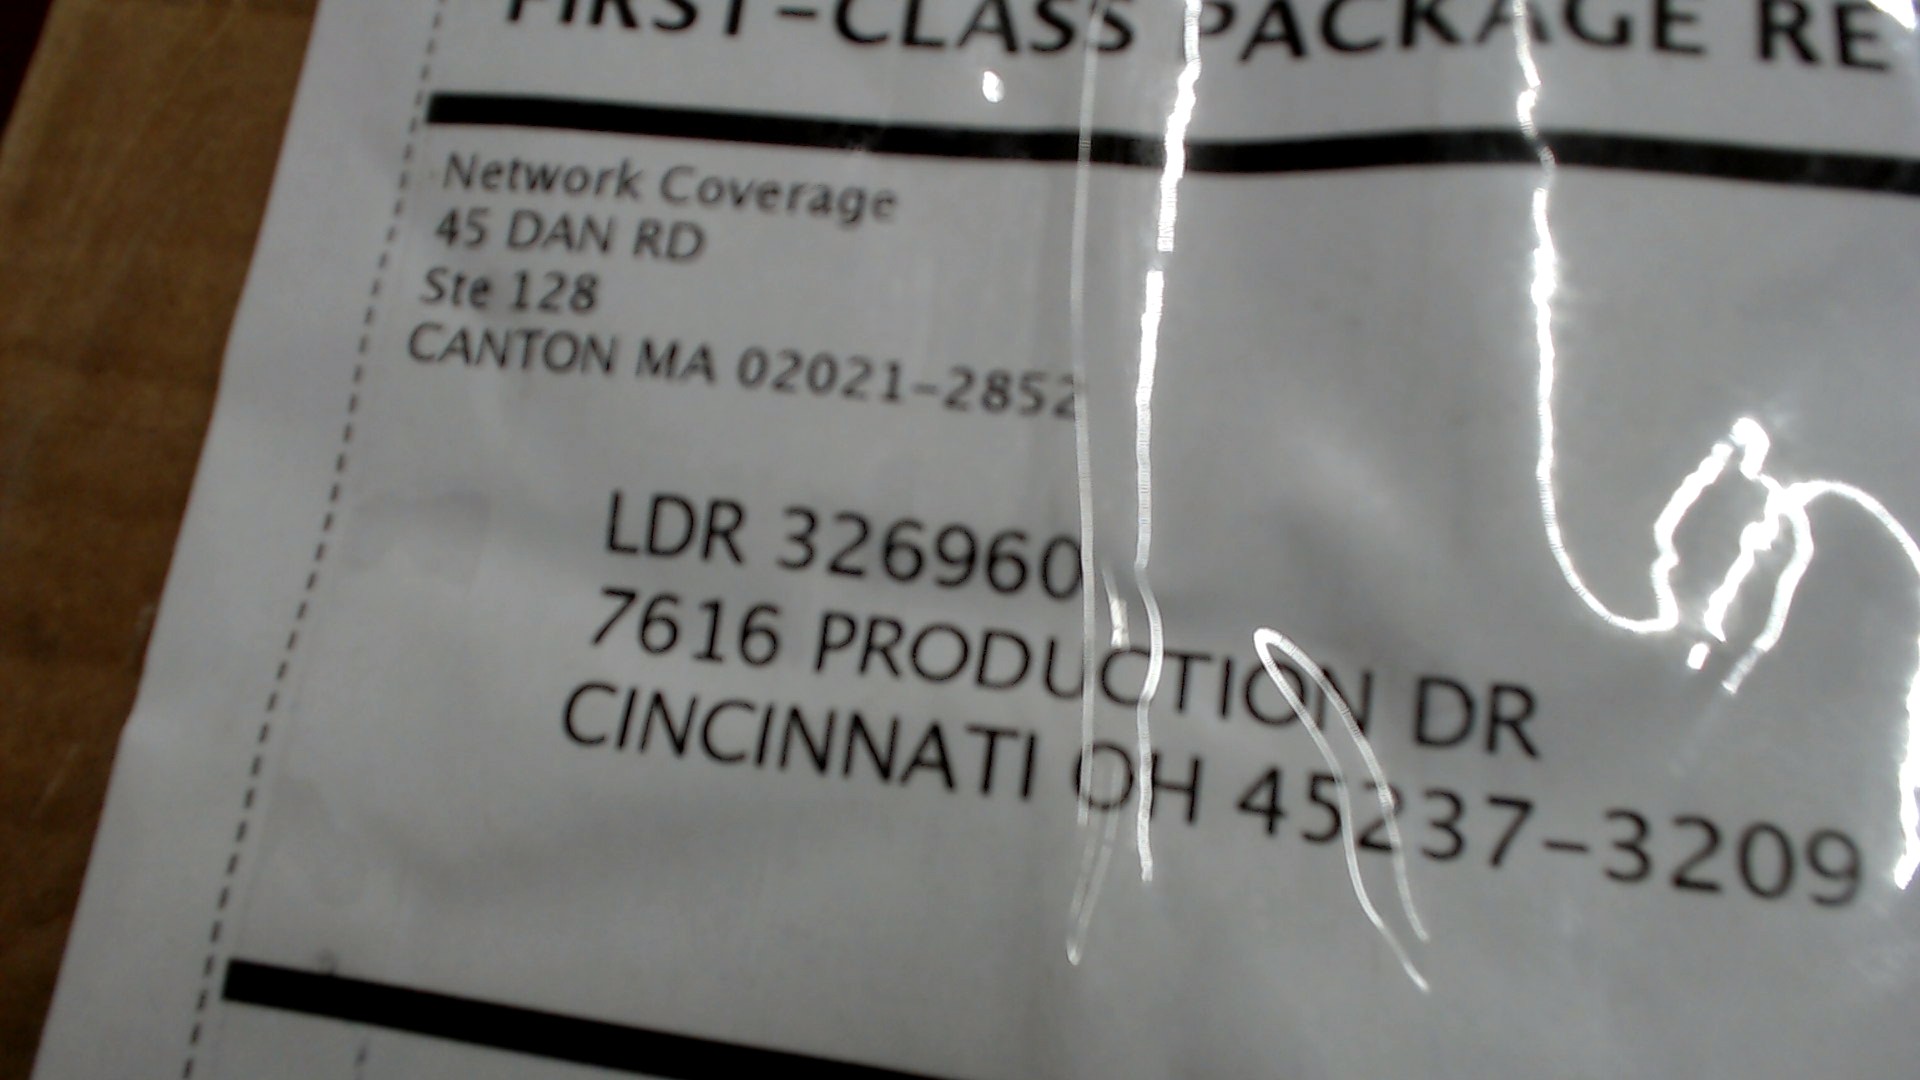 FIRST-CLASS PACKAGE RE
Network Coverage
45 DAN RD
Ste 128
CANTON MA 02021-2852
LDR 326960
7616 PRODUCTION DR
CINCINNATI OH 45237-3209